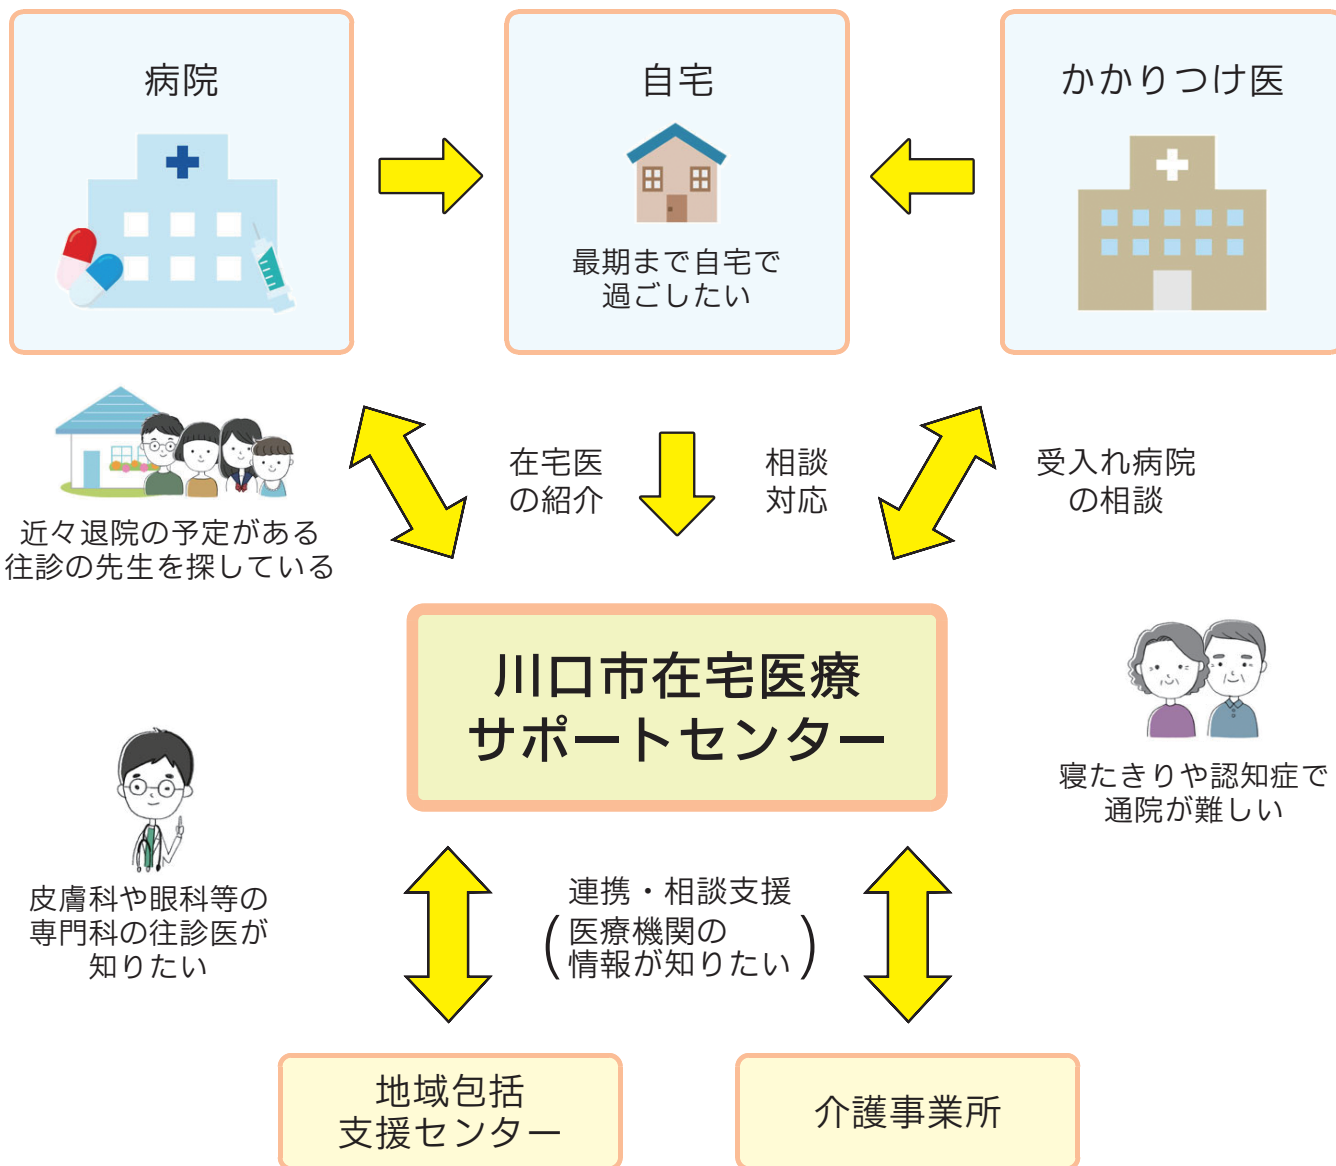 病院
自宅
かかりつけ医
最期まで自宅で
過ごしたい
近々退院の予定がある
往診の先生を探している
在宅医
の紹介
相談
対応
受入れ病院
の相談
川口市在宅医療
サポートセンター
寝たきりや認知症で
通院が難しい
皮膚科や眼科等の
専門科の往診医が
知りたい
連携・相談支援
(医療機関の
情報が知りたい)
地域包括
支援センター
介護事業所